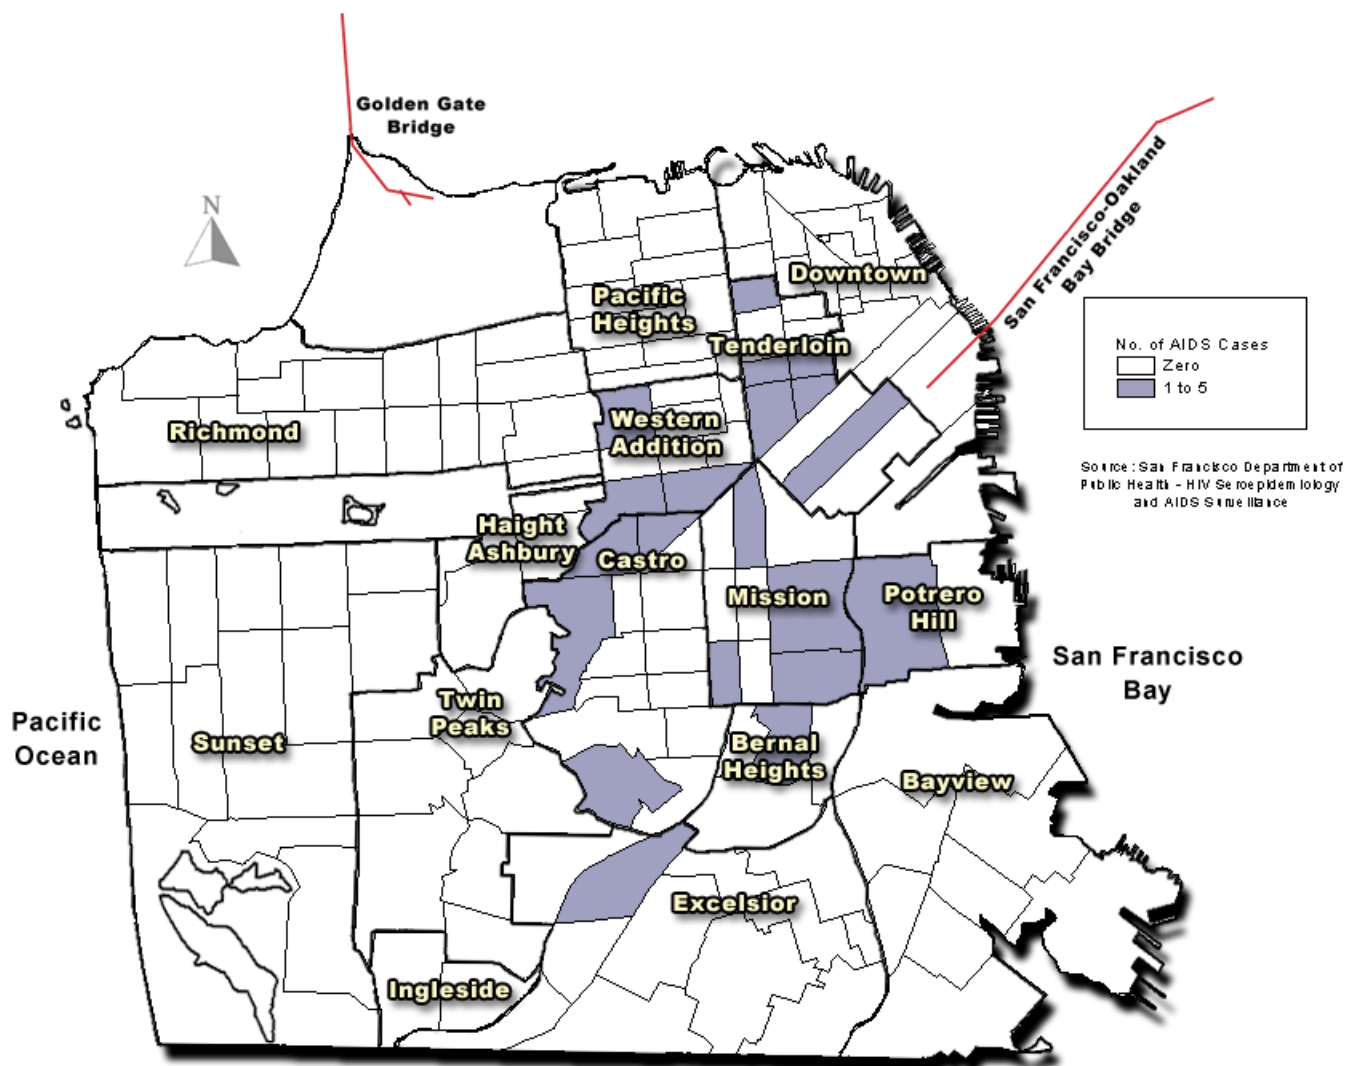 Golden Gate
Bridge
N
San Francisco-Oakland
Bay Bridge
Downtown
Pacific
Heights
Tenderloin
No. of AIDS Cases
Zero
1 to 5
Richmond
Western
Addition
Source: San Francisco Department of
Public Health - HIV Seroepidemiology
and AIDS Surveillance
Haight
Ashbury
Castro
Mission
Potrero
Hill
San Francisco
Bay
Twin
Peaks
Pacific
Ocean
Sunset
Bernal
Heights
Bayview
Excelsior
Ingleside